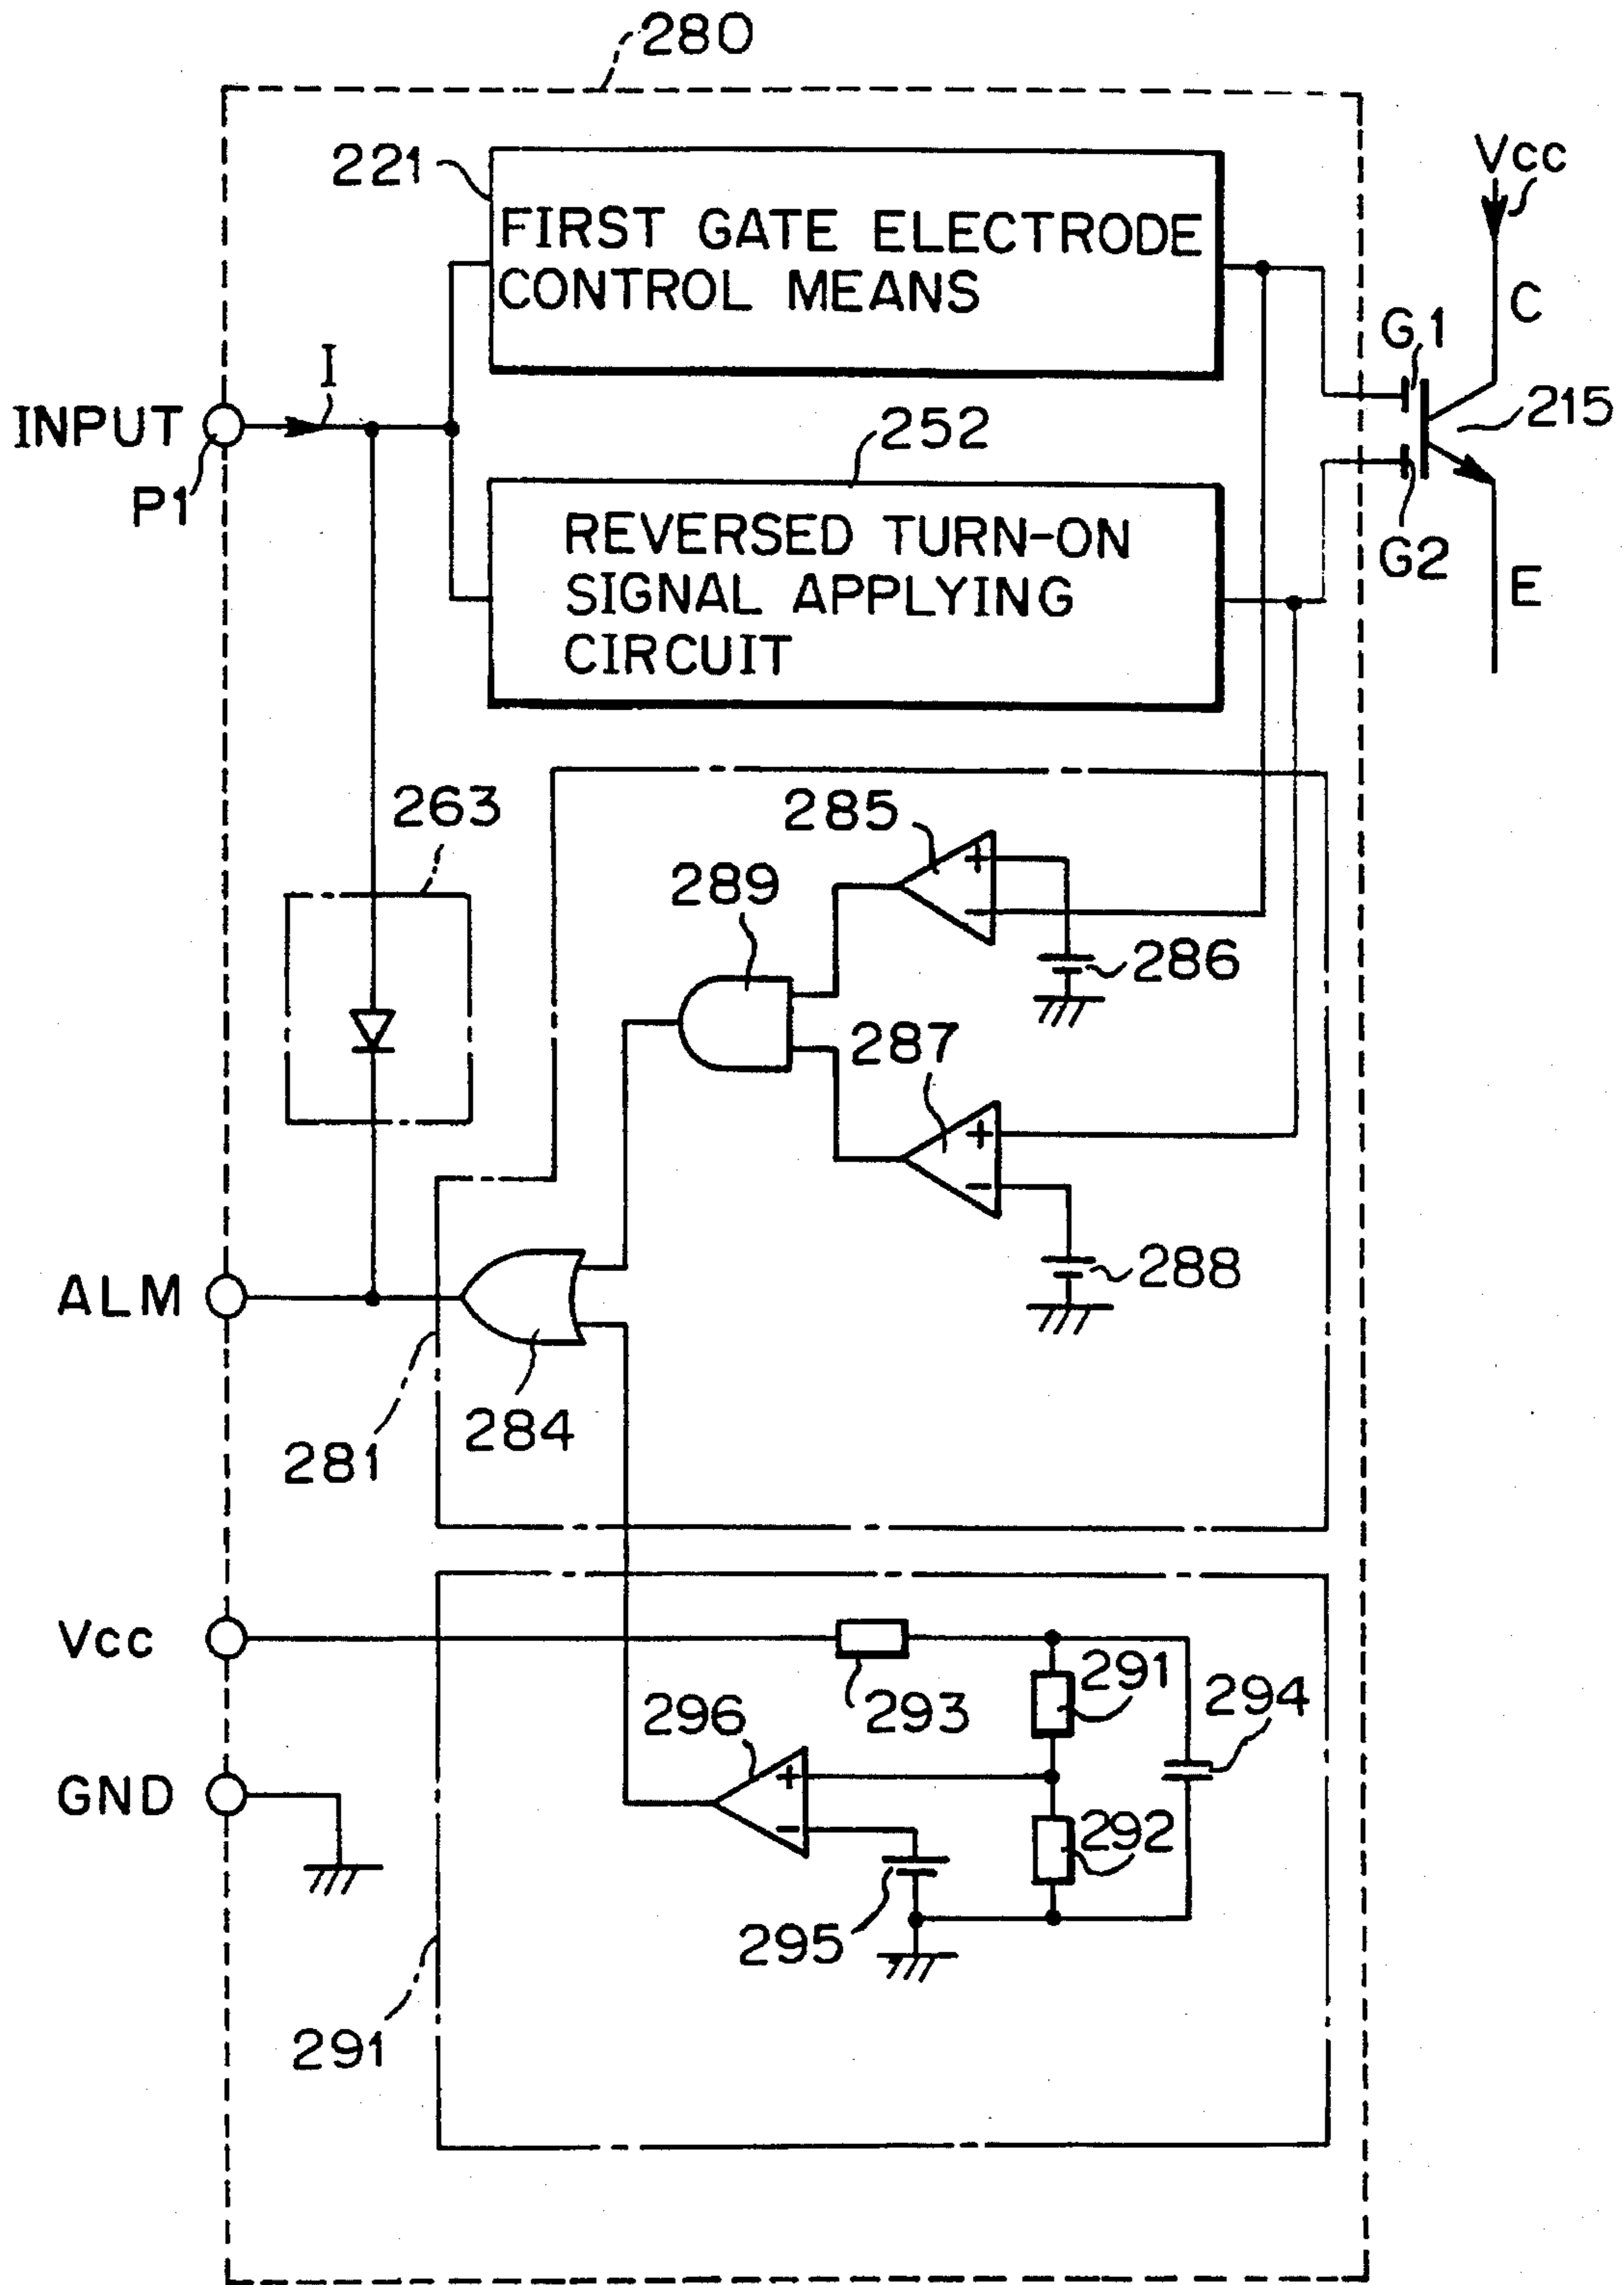 280
221
FIRST GATE ELECTRODE
CONTROL MEANS
Vcc
C
G1
215
I
INPUT
P1
252
REVERSED TURN-ON
SIGNAL APPLYING
CIRCUIT
G2
E
263
285
+
−
289
286
287
+
−
288
ALM
284
281
Vcc
293
291
294
296
+
−
GND
292
295
291